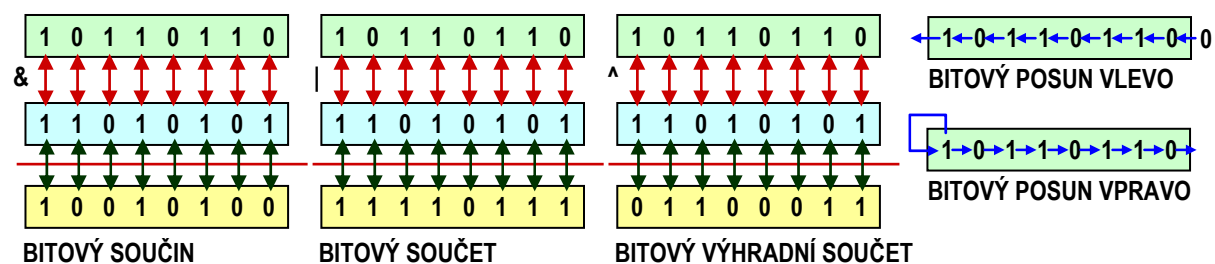 1 0 1 1 0 1 1 0
&
1 1 0 1 0 1 0 1
1 0 0 1 0 1 0 0
BITOVÝ SOUČIN
1 0 1 1 0 1 1 0
|
1 1 0 1 0 1 0 1
1 1 1 1 0 1 1 1
BITOVÝ SOUČET
1 0 1 1 0 1 1 0
^
1 1 0 1 0 1 0 1
0 1 1 0 0 0 1 1
BITOVÝ VÝHRADNÍ SOUČET
1 0 1 1 0 1 1 0 0
BITOVÝ POSUN VLEVO
1 0 1 1 0 1 1 0
BITOVÝ POSUN VPRAVO